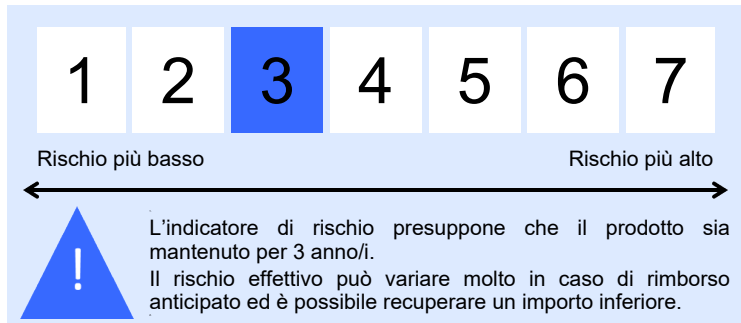 1 2 3 4 5 6 7
Rischio più basso Rischio più alto
!
L'indicatore di rischio presuppone che il prodotto sia
mantenuto per 3 anno/i.
Il rischio effettivo può variare molto in caso di rimborso
anticipato ed è possibile recuperare un importo inferiore.